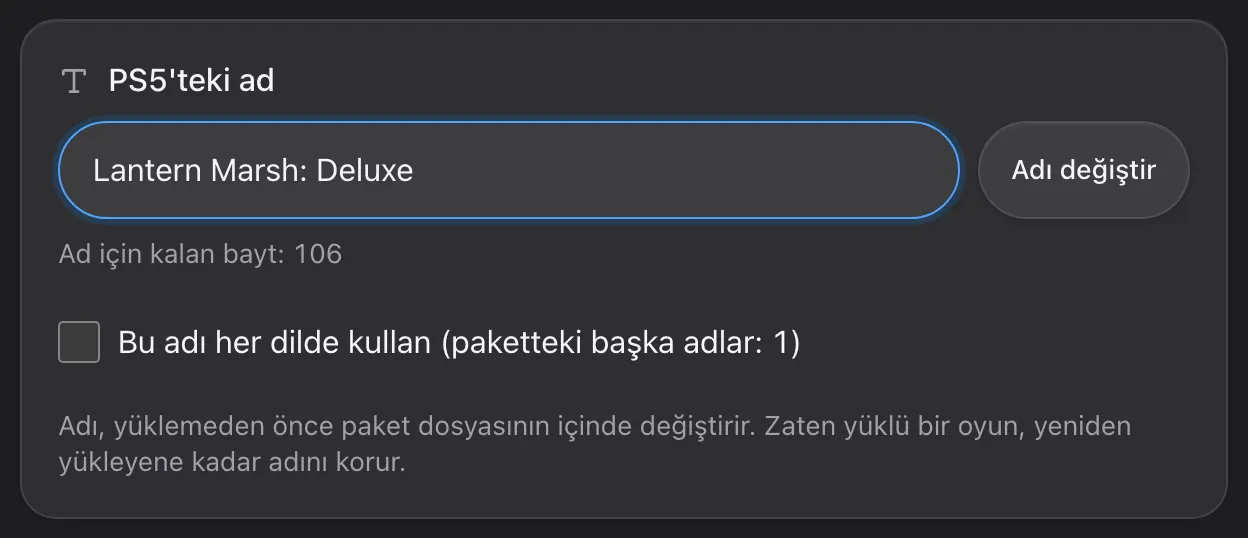 PS5'teki ad
Lantern Marsh: Deluxe
Adı değiştir
Ad için kalan bayt: 106
Bu adı her dilde kullan (paketteki başka adlar: 1)
Adı, yüklemeden önce paket dosyasının içinde değiştirir. Zaten yüklü bir oyun, yeniden
yükleyene kadar adını korur.